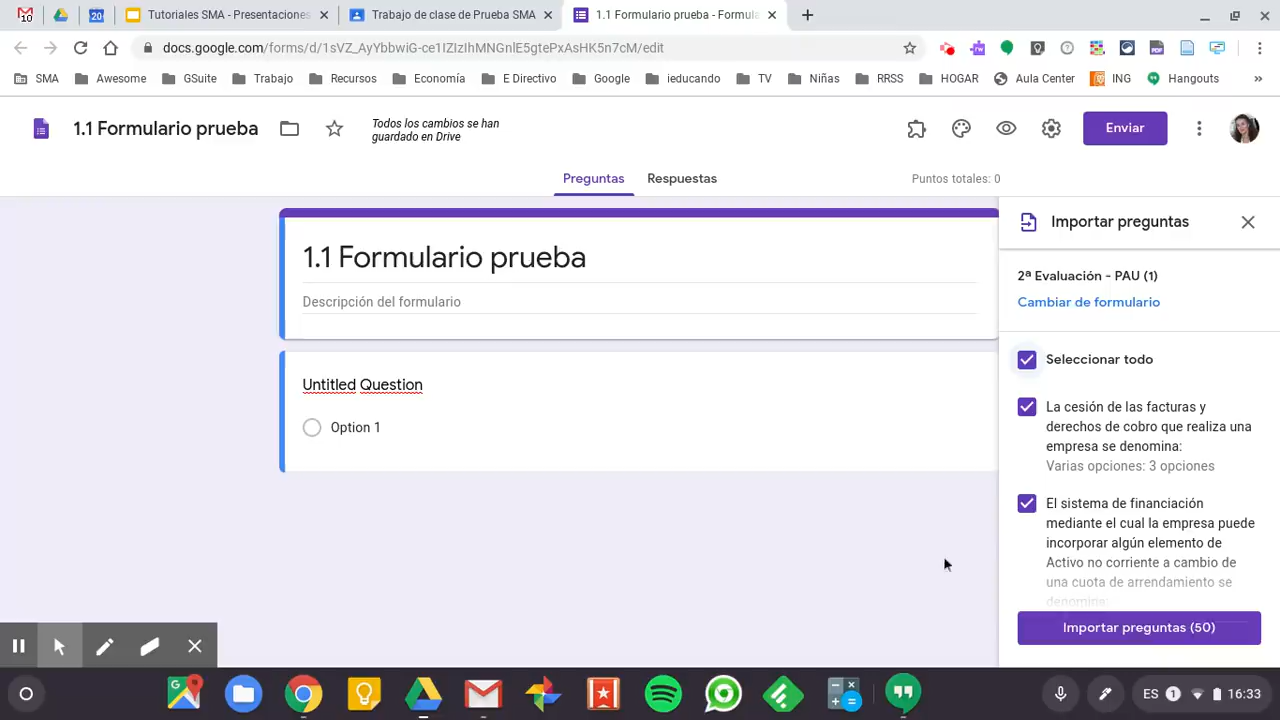 10
20
Tutoriales SMA - Presentaciones
Trabajo de clase de Prueba SMA
1.1 Formulario prueba - Formula
docs.google.com/forms/d/1sVZ_AyYbbwiG-ce1IZIzIhMNGnlE5gtePxAsHK5n7cM/edit
SMA
Awesome
GSuite
Trabajo
Recursos
Economía
E Directivo
Google
ieducando
TV
Niñas
RRSS
HOGAR
Aula Center
ING
Hangouts
»
1.1 Formulario prueba
Todos los cambios se han
guardado en Drive
Enviar
Preguntas
Respuestas
Puntos totales: 0
1.1 Formulario prueba
Descripción del formulario
Untitled Question
Option 1
Importar preguntas
2ª Evaluación - PAU (1)
Cambiar de formulario
Seleccionar todo
La cesión de las facturas y
derechos de cobro que realiza una
empresa se denomina:
Varias opciones: 3 opciones
El sistema de financiación
mediante el cual la empresa puede
incorporar algún elemento de
Activo no corriente a cambio de
una cuota de arrendamiento se
denomina:
Importar preguntas (50)
ES
1
16:33